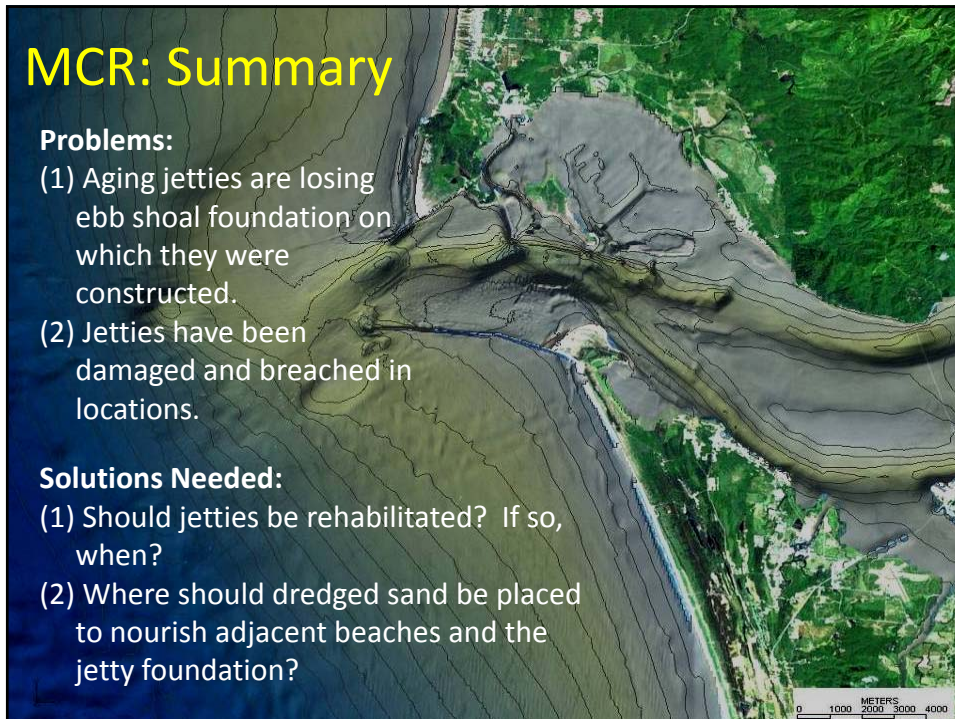 MCR: Summary
Problems:
(1) Aging jetties are losing
ebb shoal foundation on
which they were
constructed.
(2) Jetties have been
damaged and breached in
locations.
Solutions Needed:
(1) Should jetties be rehabilitated? If so,
when?
(2) Where should dredged sand be placed
to nourish adjacent beaches and the
jetty foundation?
METERS
0 1000 2000 3000 4000